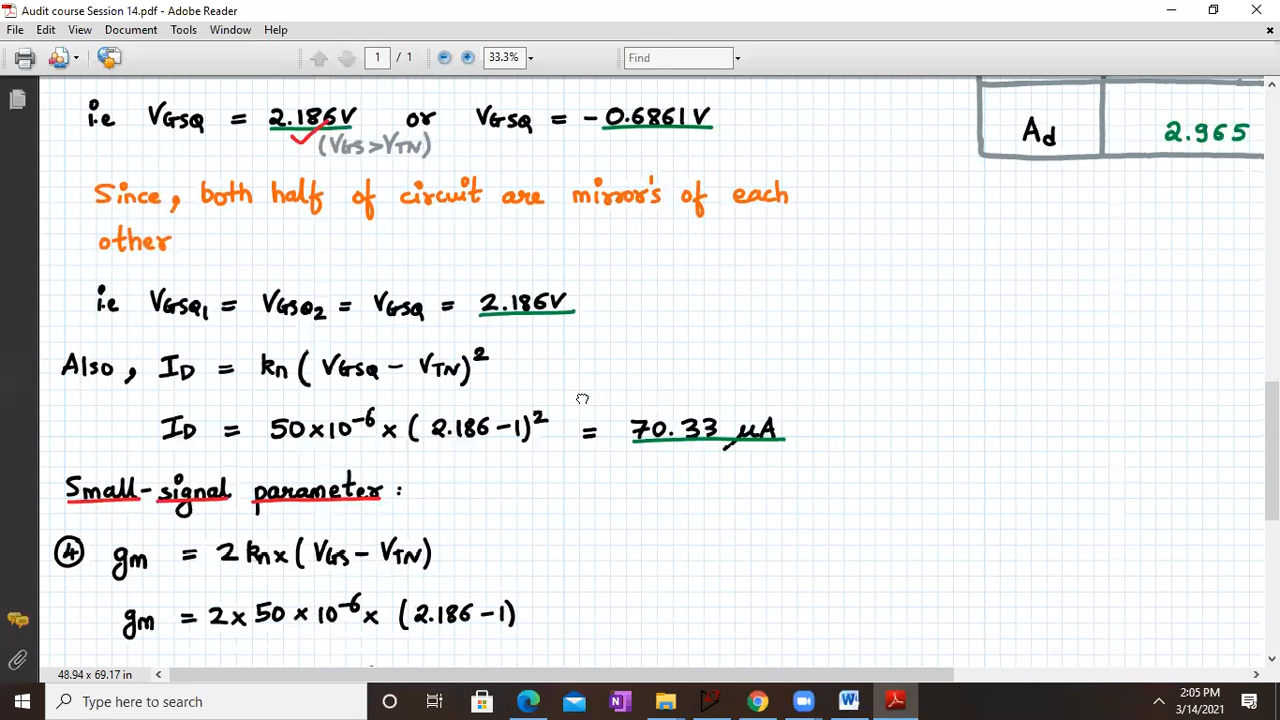 Audit course Session 14.pdf - Adobe Reader
File Edit View Document Tools Window Help
1 / 1 33.3% Find
i.e VGSQ = 2.186V or VGSQ = -0.6861V
(VGS>VTN)
Ad 2.965
Since, both half of circuit are mirror's of each
other
i.e VGSQ1 = VGSQ2 = VGSQ = 2.186V
Also, ID = kn(VGSQ - VTN)²
ID = 50×10⁻⁶ × (2.186-1)² = 70.33 µA
Small-signal parameter:
④ gm = 2kn×(VGS - VTN)
gm = 2× 50 × 10⁻⁶ × (2.186-1)
48.94 x 69.17 in
Type here to search
2:05 PM
3/14/2021